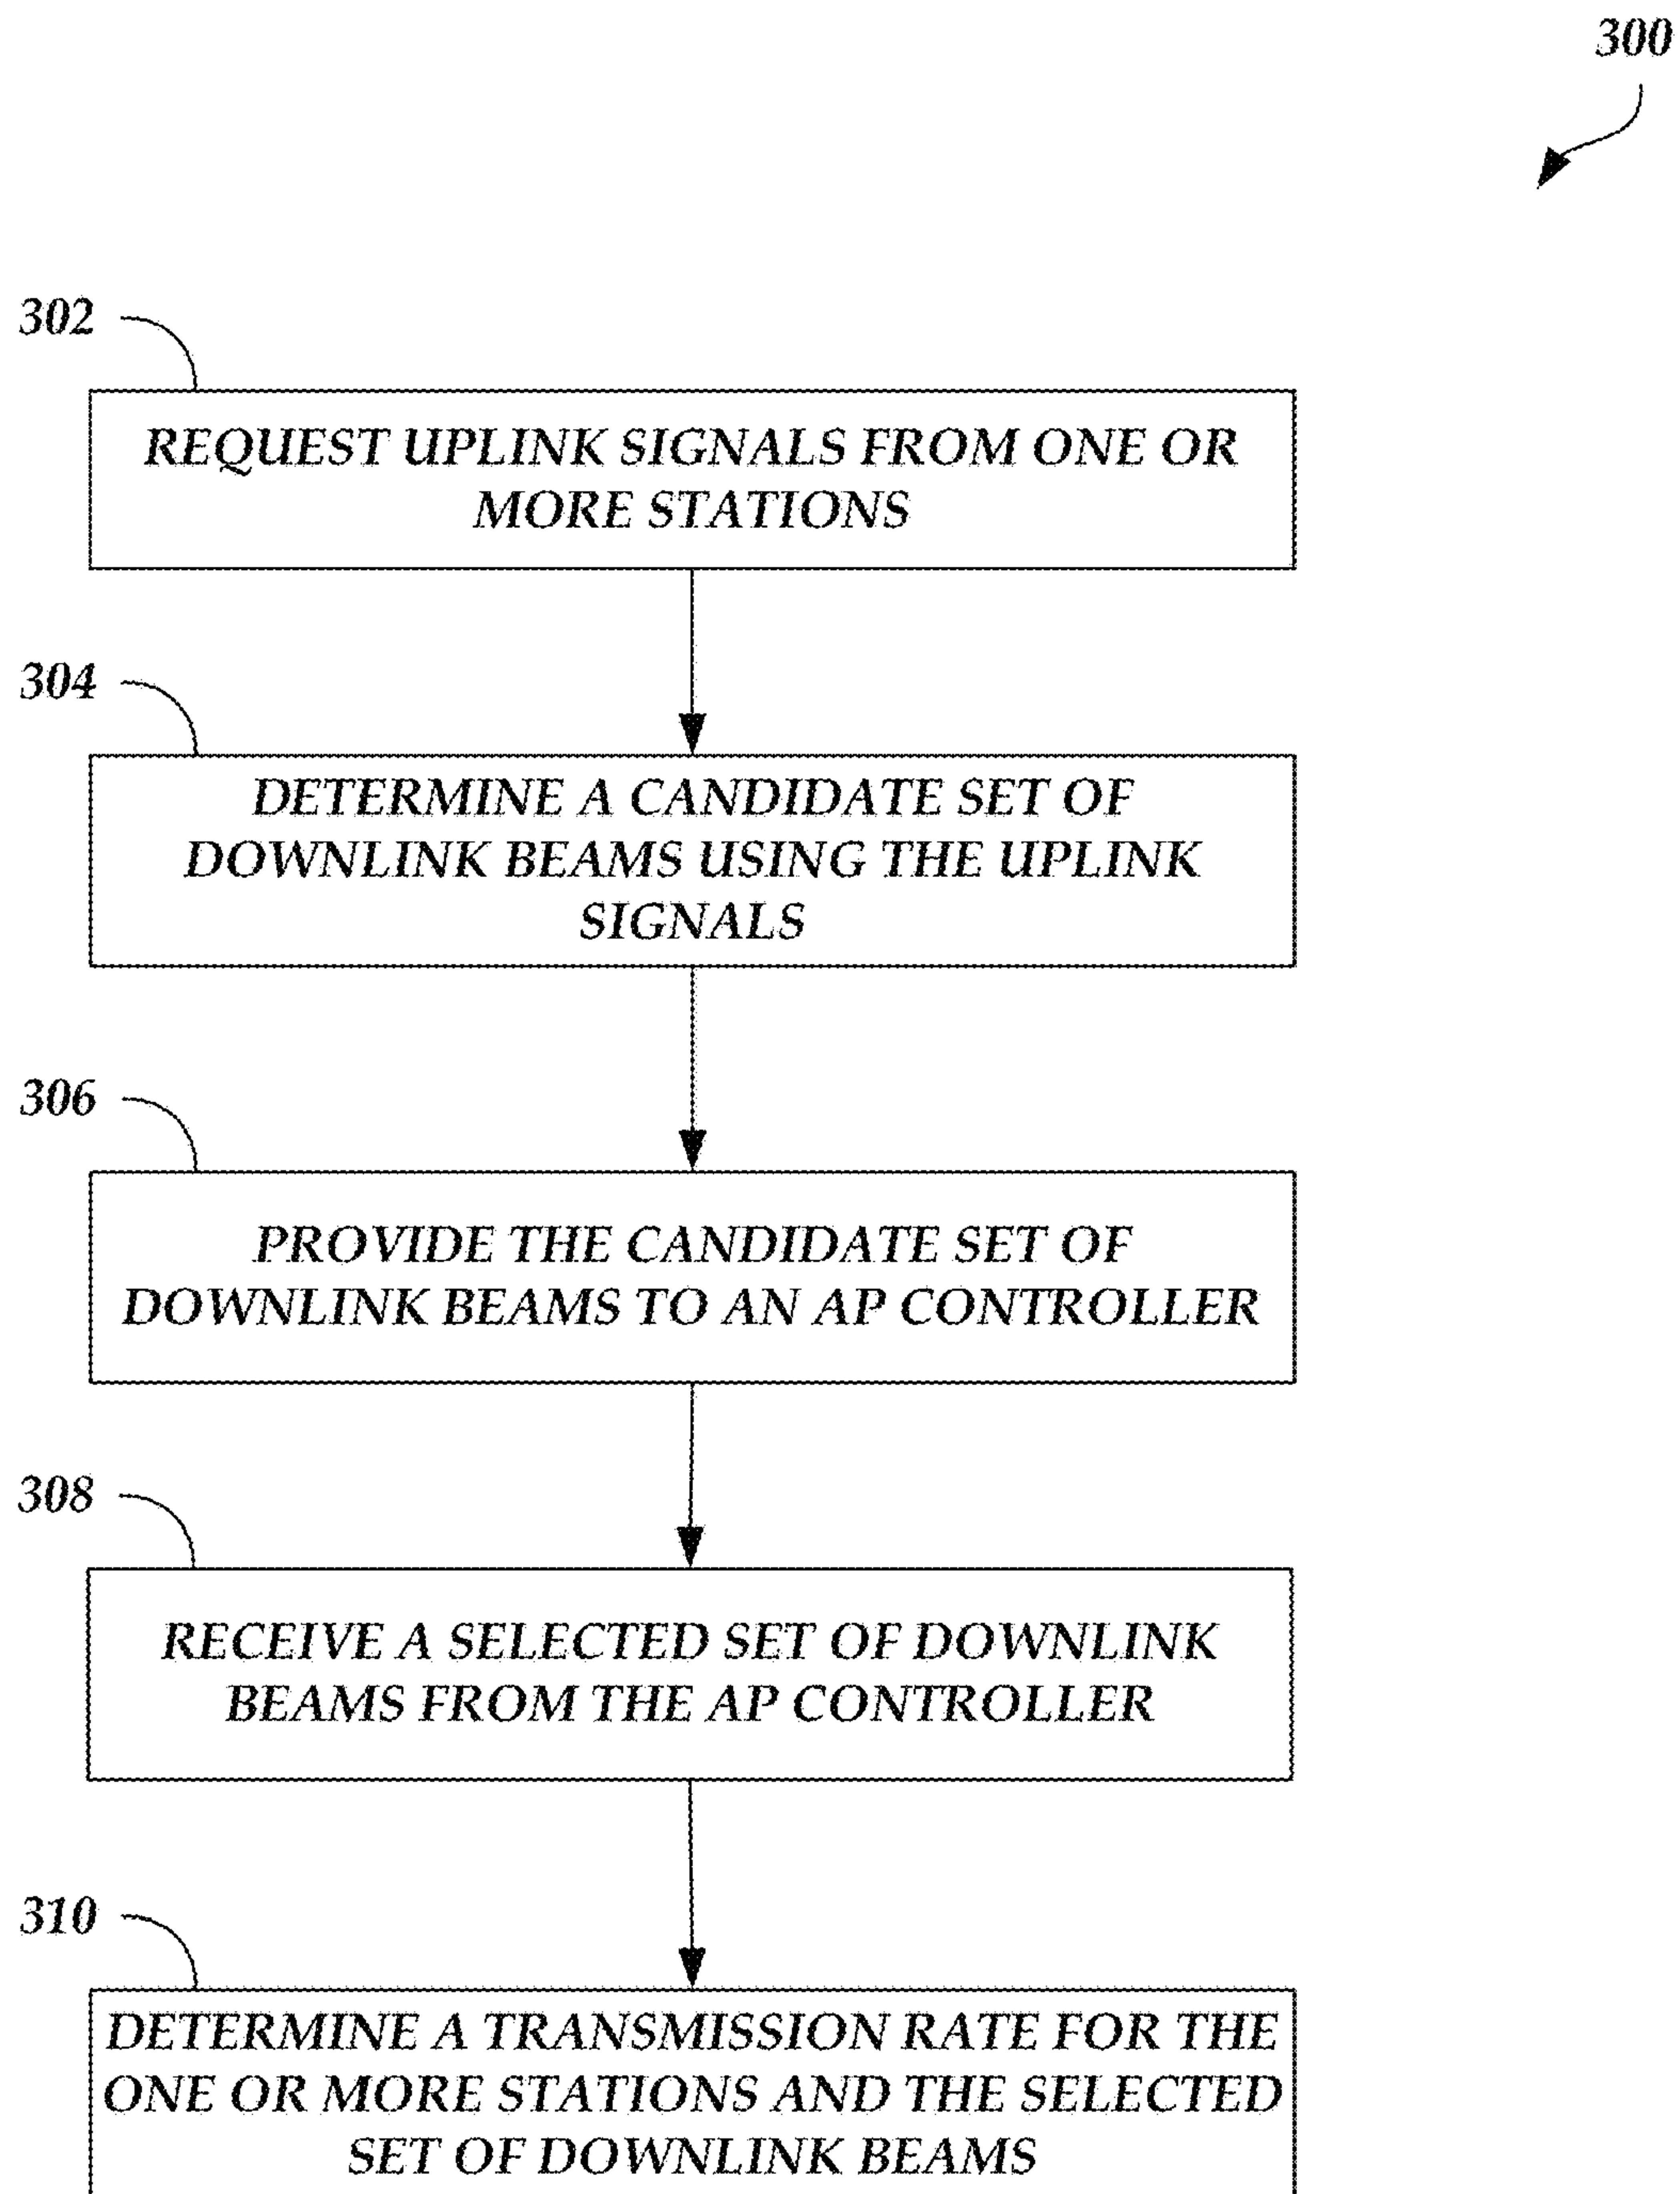 300
302
REQUEST UPLINK SIGNALS FROM ONE OR
MORE STATIONS
304
DETERMINE A CANDIDATE SET OF
DOWNLINK BEAMS USING THE UPLINK
SIGNALS
306
PROVIDE THE CANDIDATE SET OF
DOWNLINK BEAMS TO AN AP CONTROLLER
308
RECEIVE A SELECTED SET OF DOWNLINK
BEAMS FROM THE AP CONTROLLER
310
DETERMINE A TRANSMISSION RATE FOR THE
ONE OR MORE STATIONS AND THE SELECTED
SET OF DOWNLINK BEAMS